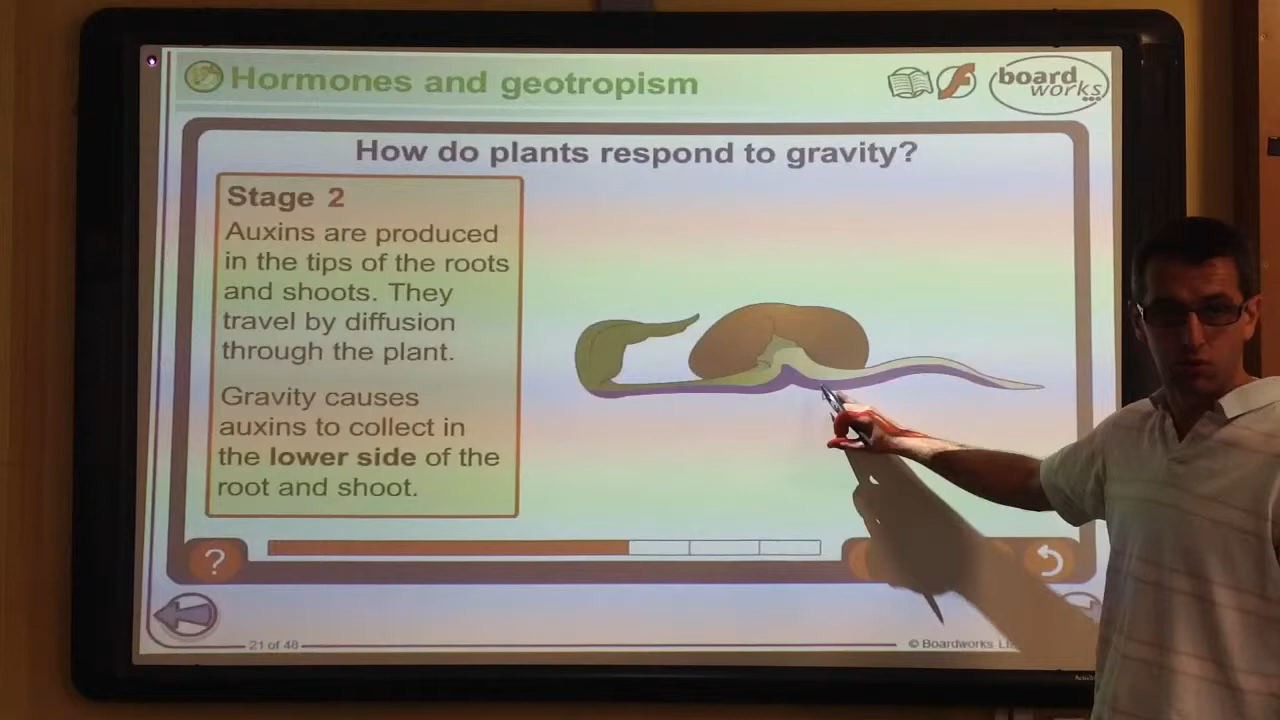 Hormones and geotropism
board
works
How do plants respond to gravity?
Stage 2
Auxins are produced
in the tips of the roots
and shoots. They
travel by diffusion
through the plant.
Gravity causes
auxins to collect in
the lower side of the
root and shoot.
?
21 of 48
© Boardworks